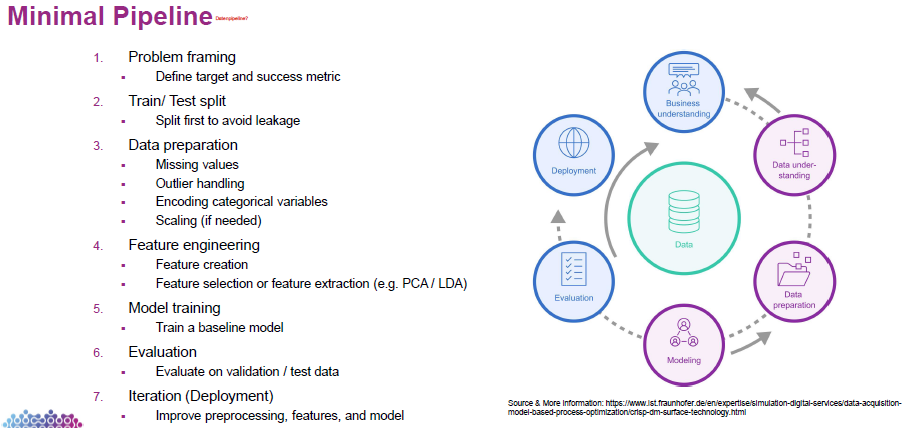 Minimal Pipeline Datenpipeline?
1. Problem framing
▪ Define target and success metric
2. Train/ Test split
▪ Split first to avoid leakage
3. Data preparation
▪ Missing values
▪ Outlier handling
▪ Encoding categorical variables
▪ Scaling (if needed)
4. Feature engineering
▪ Feature creation
▪ Feature selection or feature extraction (e.g. PCA / LDA)
5. Model training
▪ Train a baseline model
6. Evaluation
▪ Evaluate on validation / test data
7. Iteration (Deployment)
▪ Improve preprocessing, features, and model
Business
understanding
Data under-
standing
Data
preparation
Modeling
Evaluation
Deployment
Data
Source & More Information: https://www.ist.fraunhofer.de/en/expertise/simulation-digital-services/data-acquisition-
model-based-process-optimization/crisp-dm-surface-technology.html